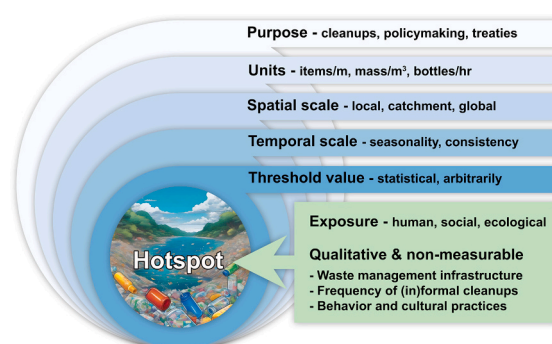 Purpose - cleanups, policymaking, treaties
Units - items/m, mass/m³, bottles/hr
Spatial scale - local, catchment, global
Temporal scale - seasonality, consistency
Threshold value - statistical, arbitrarily
Exposure - human, social, ecological
Hotspot
Qualitative & non-measurable
- Waste management infrastructure
- Frequency of (in)formal cleanups
- Behavior and cultural practices